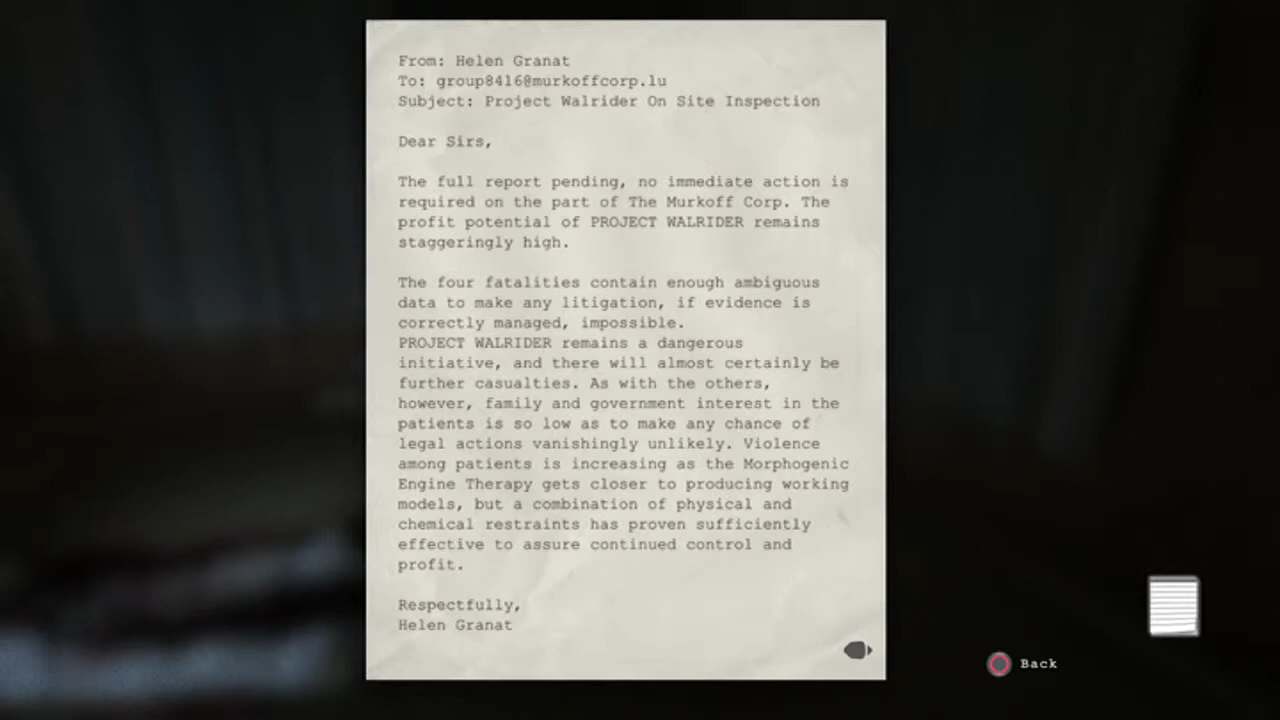 From: Helen Granat
To: group8416@murkoffcorp.lu
Subject: Project Walrider On Site Inspection
Dear Sirs,
The full report pending, no immediate action is
required on the part of The Murkoff Corp. The
profit potential of PROJECT WALRIDER remains
staggeringly high.
The four fatalities contain enough ambiguous
data to make any litigation, if evidence is
correctly managed, impossible.
PROJECT WALRIDER remains a dangerous
initiative, and there will almost certainly be
further casualties. As with the others,
however, family and government interest in the
patients is so low as to make any chance of
legal actions vanishingly unlikely. Violence
among patients is increasing as the Morphogenic
Engine Therapy gets closer to producing working
models, but a combination of physical and
chemical restraints has proven sufficiently
effective to assure continued control and
profit.
Respectfully,
Helen Granat
Back